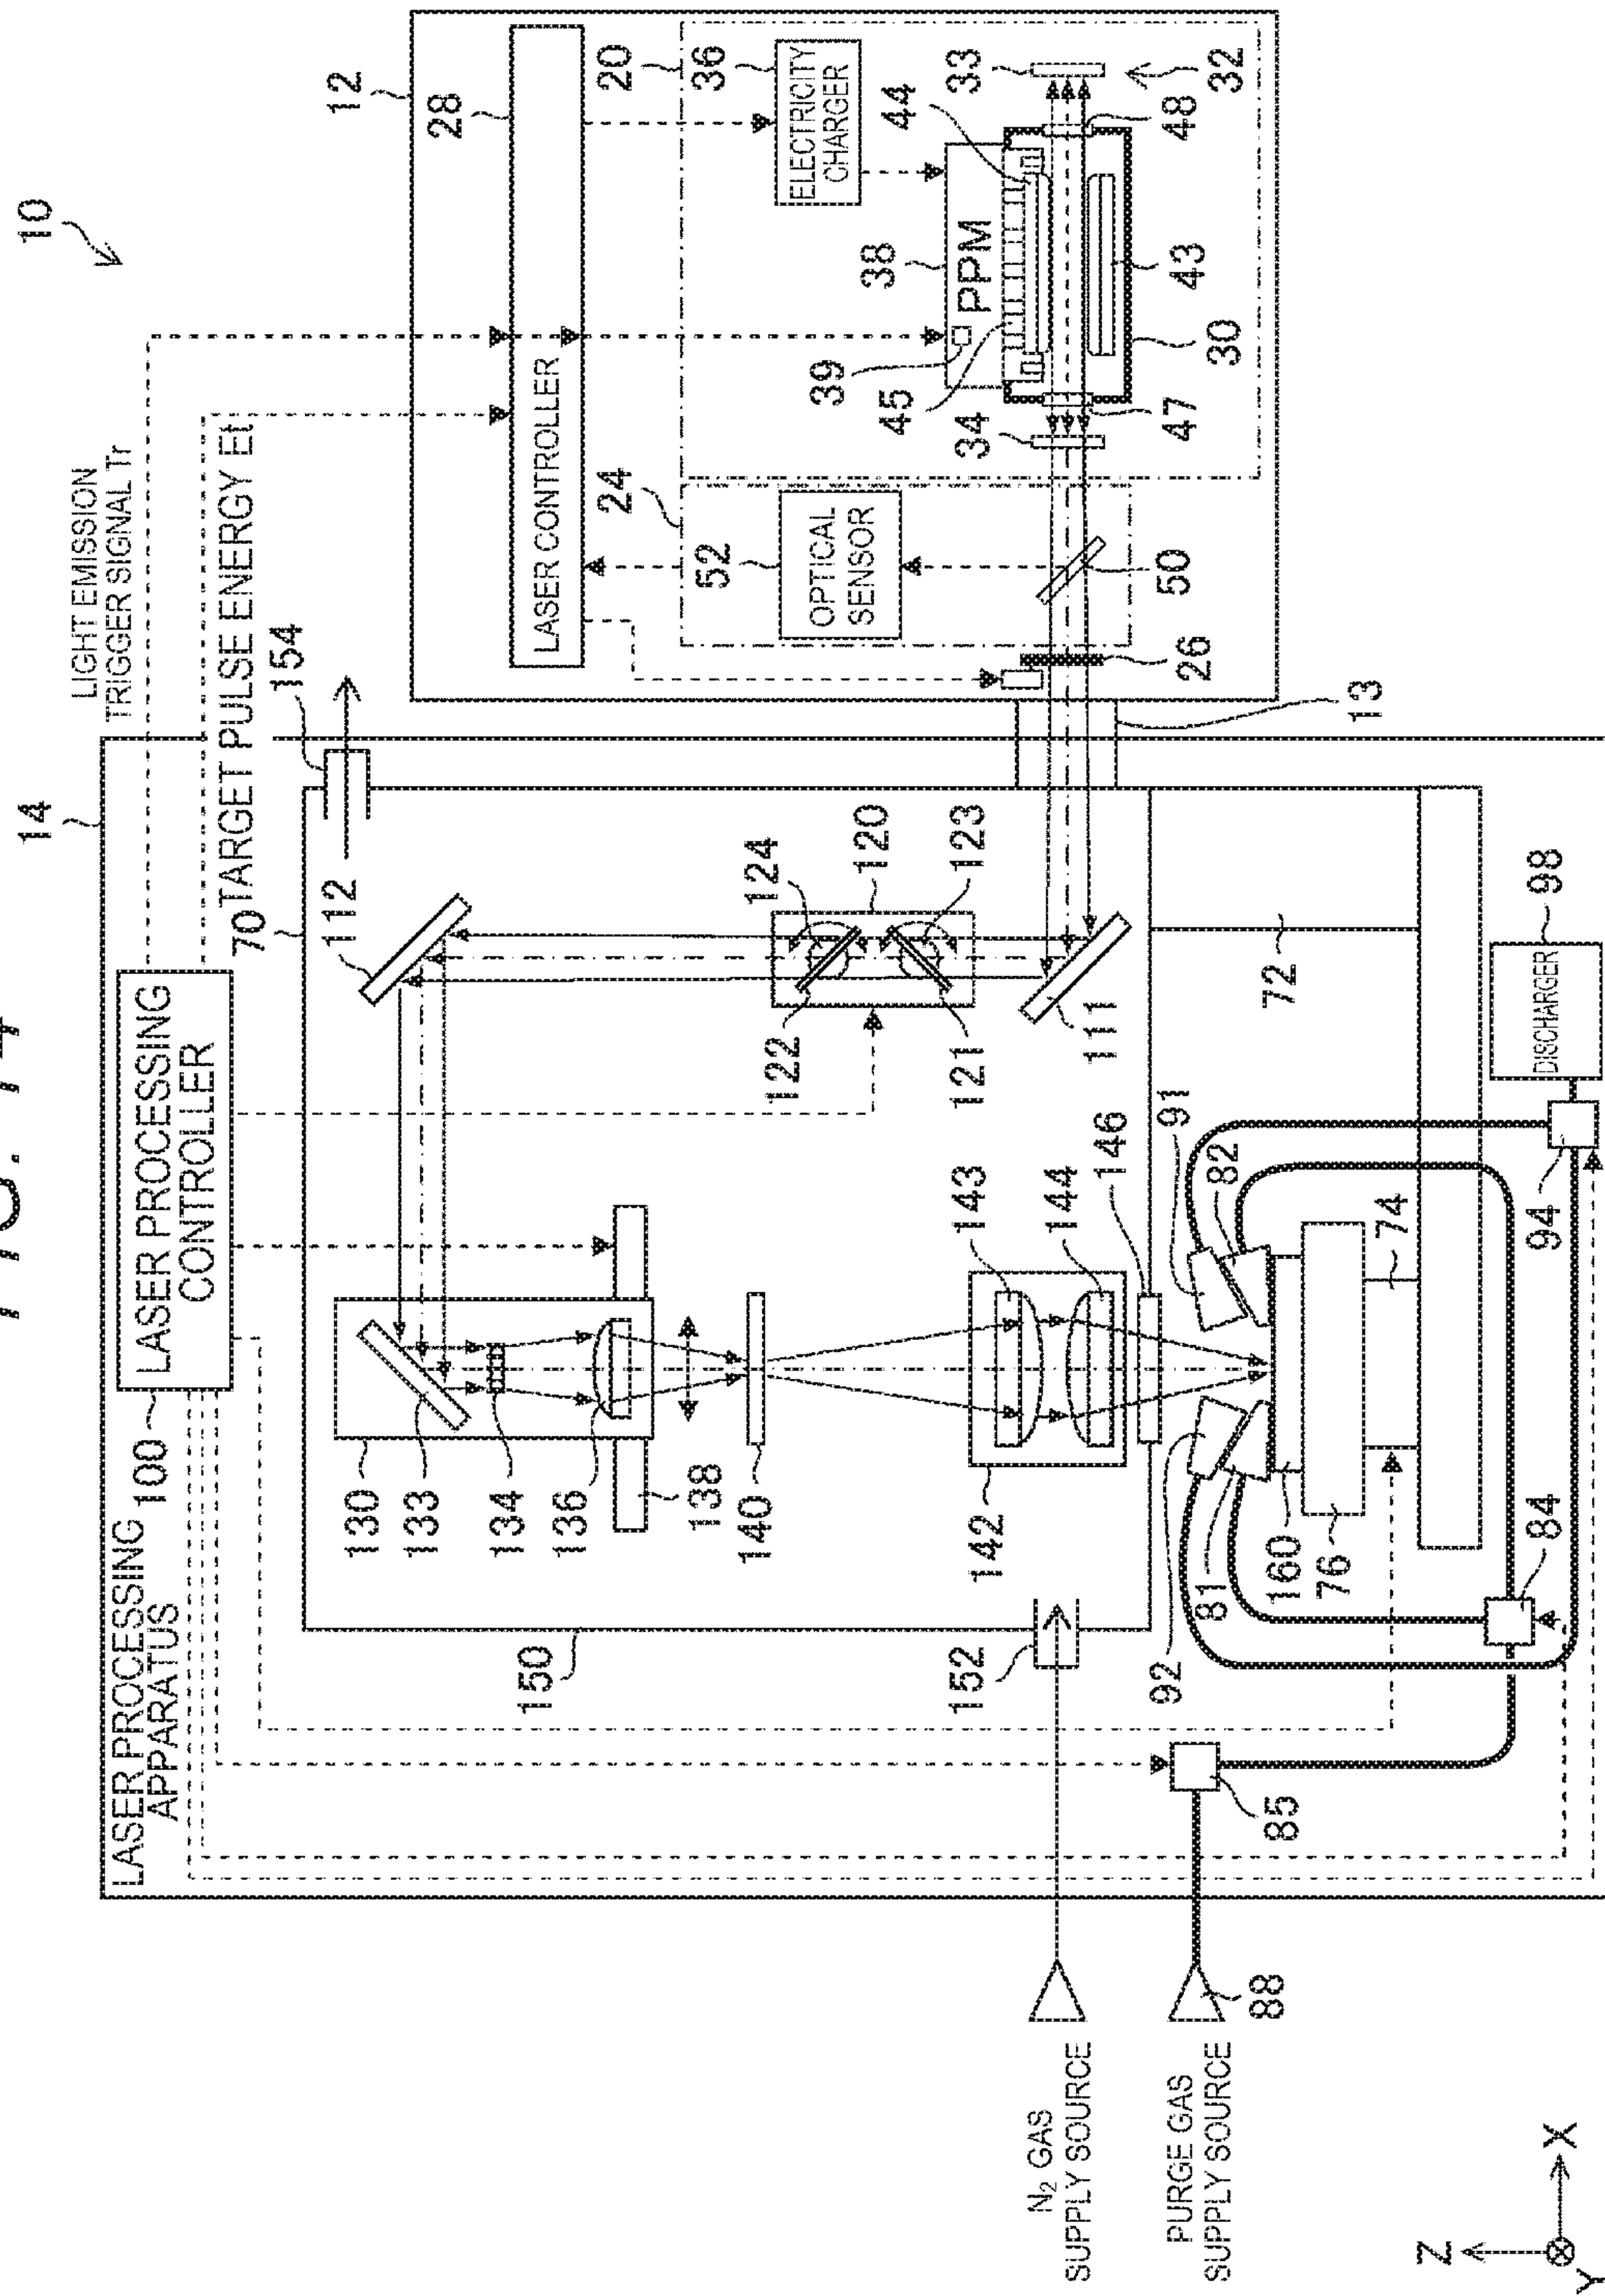 FIG. 14
10
14
12
LIGHT EMISSION
TRIGGER SIGNAL Tr
TARGET PULSE ENERGY Et
28
LASER CONTROLLER
20
36
ELECTRICITY
CHARGER
24
52
OPTICAL
SENSOR
38
PPM
39
45
44
33
32
34
47
48
43
30
50
26
13
LASER PROCESSING
APPARATUS
100
LASER PROCESSING
CONTROLLER
70
154
112
124
120
122
123
121
111
130
133
134
136
138
140
143
144
142
146
150
152
72
91
82
92
81
160
76
74
84
94
98
DISCHARGER
85
88
N₂ GAS
SUPPLY SOURCE
PURGE GAS
SUPPLY SOURCE
Z
X
Y